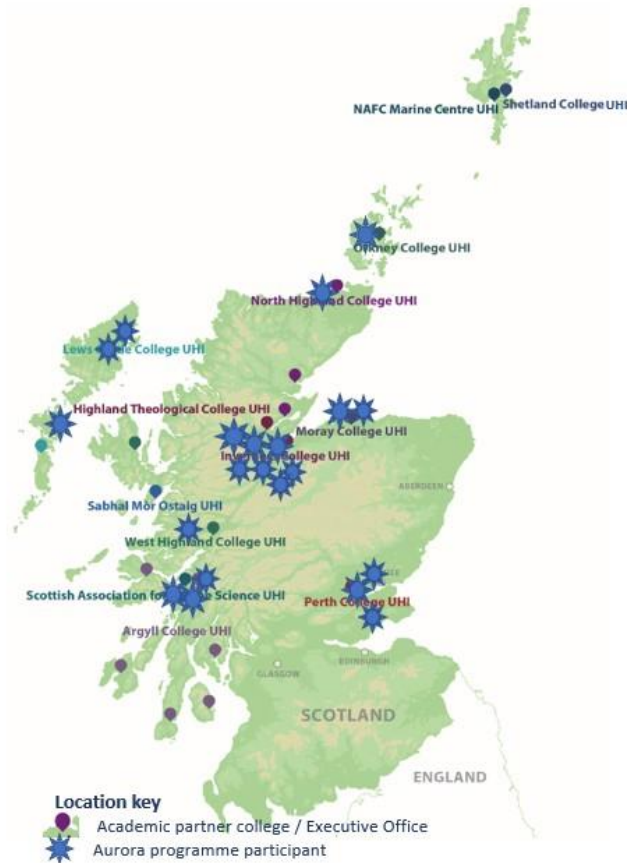 NAFC Marine Centre UHI
Shetland College UHI
Orkney College UHI
North Highland College UHI
Lews College UHI
Highland Theological College UHI
Moray College UHI
College UHI
ABERDEEN
Sabhal Mòr Ostaig UHI
West Highland College UHI
Scottish Association for Science UHI
Perth College UHI
Argyll College UHI
GLASGOW
EDINBURGH
SCOTLAND
ENGLAND
Location key
Academic partner college / Executive Office
Aurora programme participant